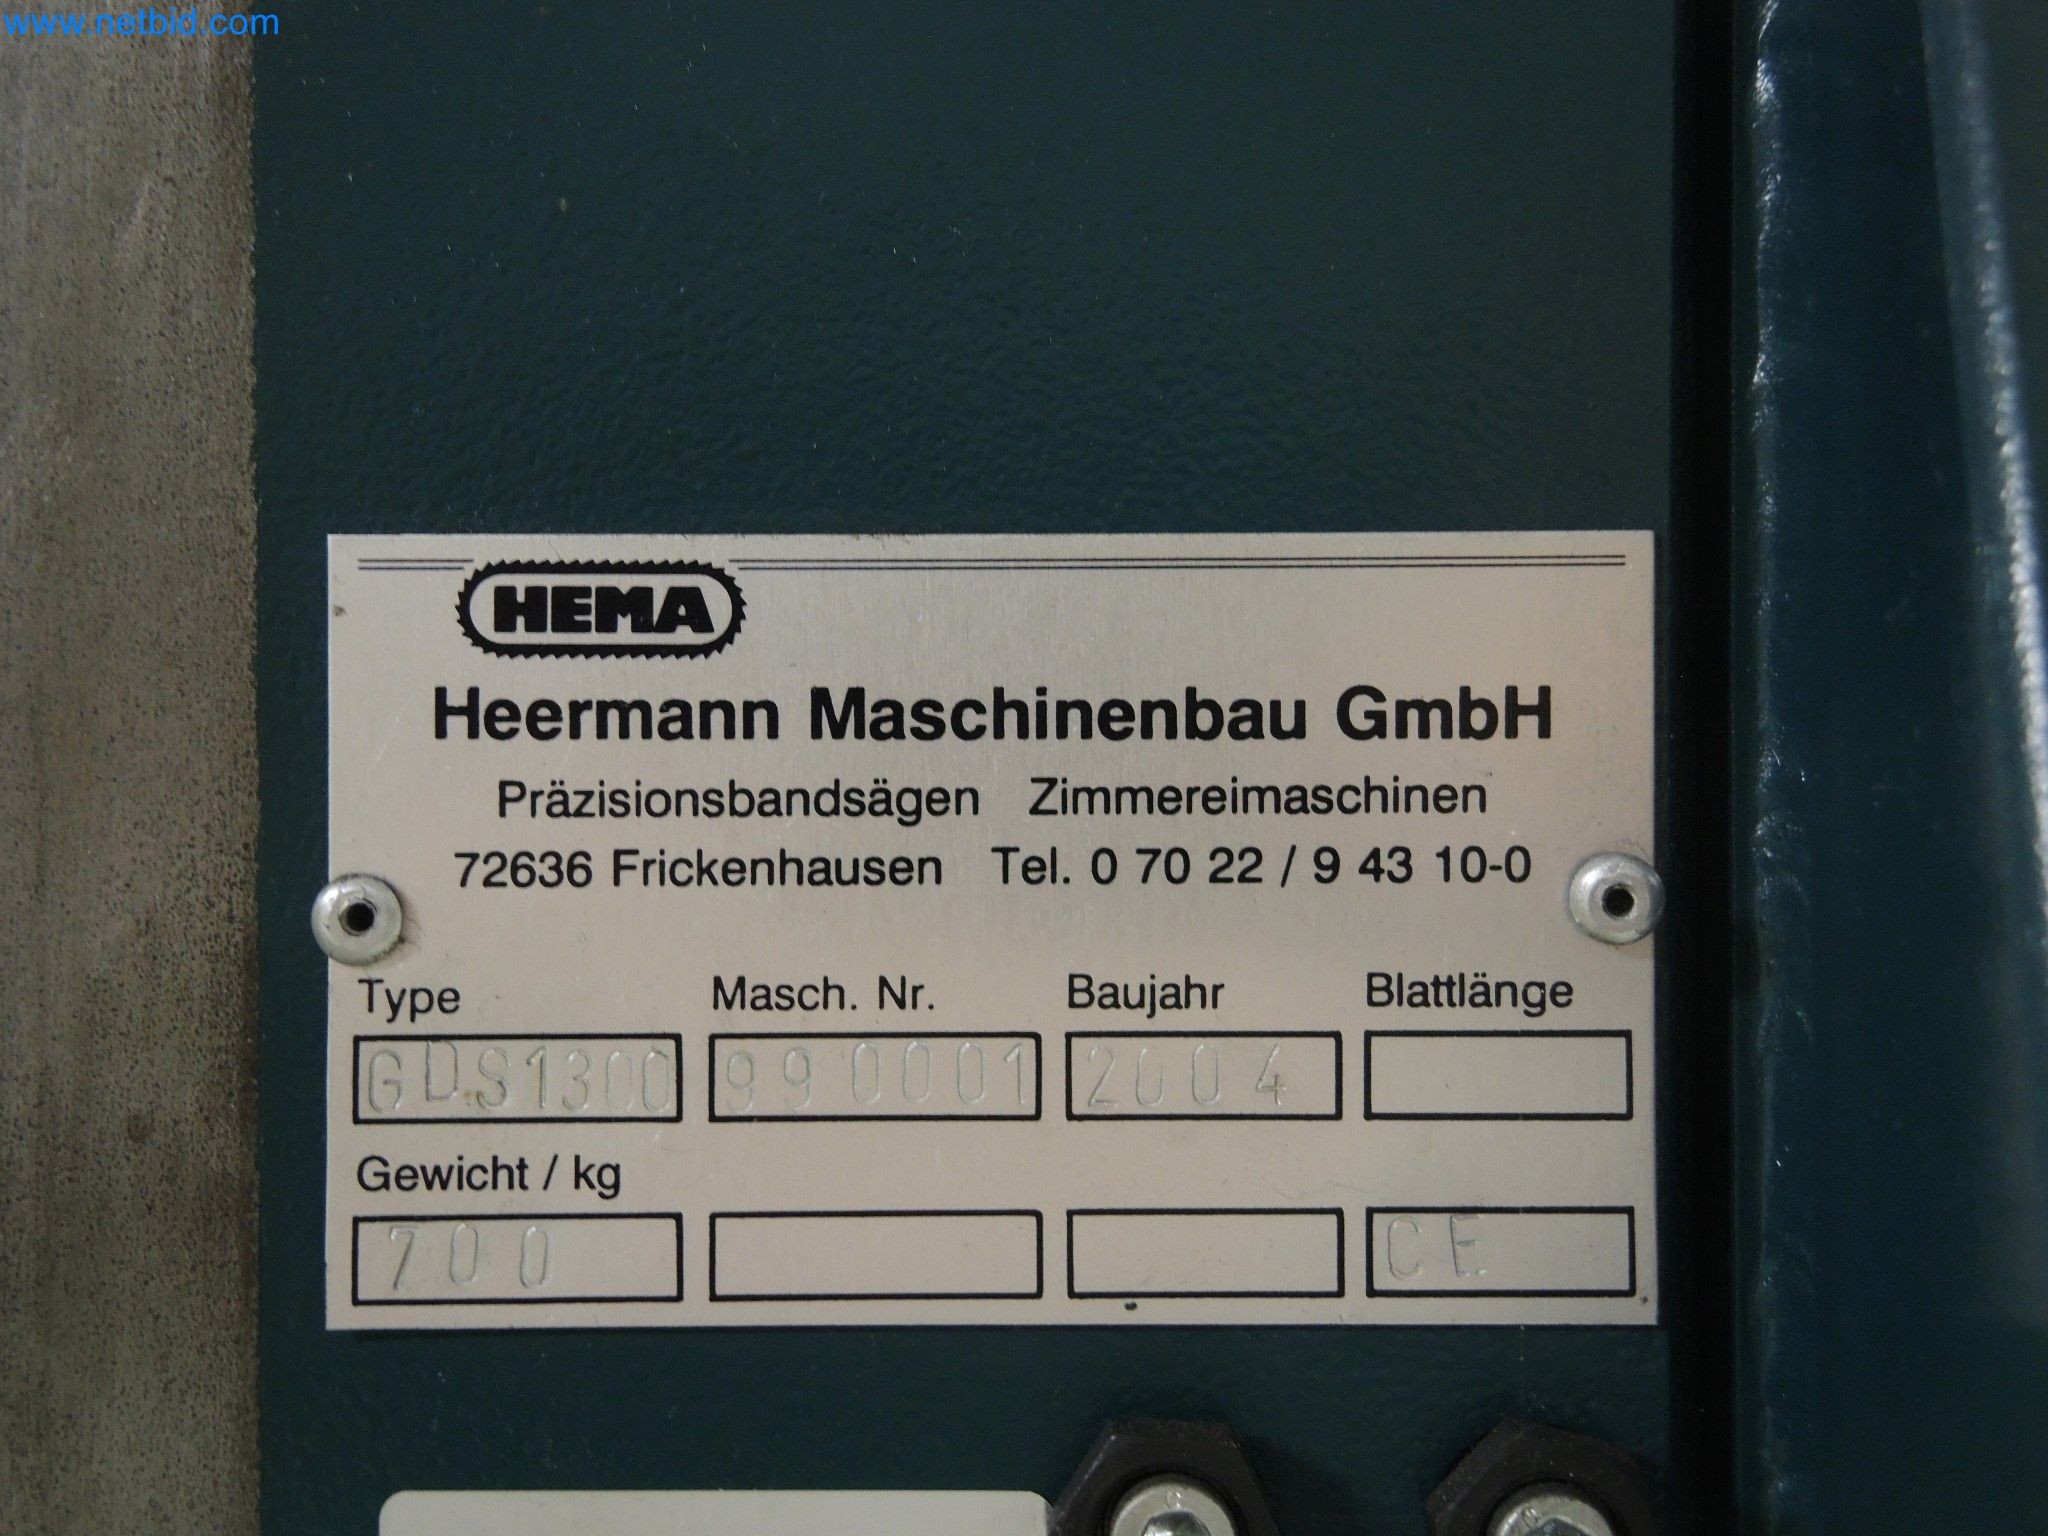 www.netbid.com
HEMA
Heermann Maschinenbau GmbH
Präzisionsbandsägen Zimmereimaschinen
72636 Frickenhausen Tel. 0 70 22 / 9 43 10-0
Type Masch. Nr. Baujahr Blattlänge
GDS1300 990001 2004
Gewicht / kg
700 CE